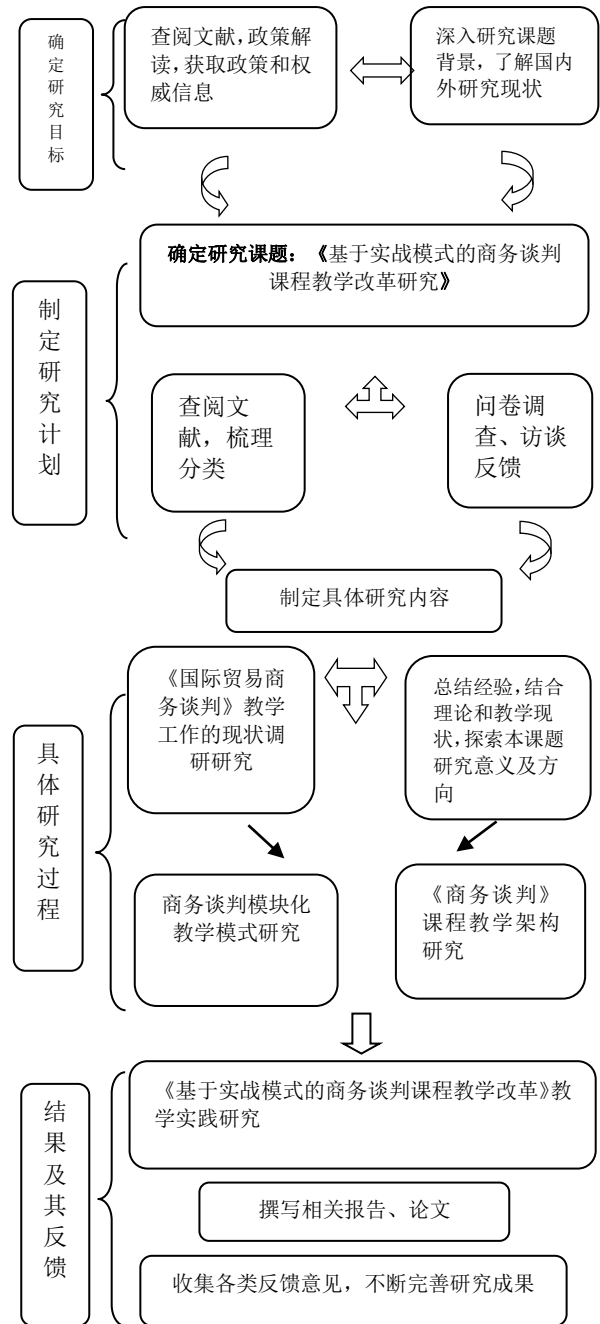 确定研究目标
查阅文献，政策解
读，获取政策和权
威信息
深入研究课题
背景，了解国内
外研究现状
制定研究计划
确定研究课题：《基于实战模式的商务谈判
课程教学改革研究》
查阅文
献，梳理
分类
问卷调
查、访谈
反馈
制定具体研究内容
具体研究过程
《国际贸易商
务谈判》教学
工作的现状调
研研究
总结经验，结合
理论和教学现
状，探索本课题
研究意义及方
向
商务谈判模块化
教学模式研究
《商务谈判》
课程教学架构
研究
结果及其反馈
《基于实战模式的商务谈判课程教学改革》教
学实践研究
撰写相关报告、论文
收集各类反馈意见，不断完善研究成果